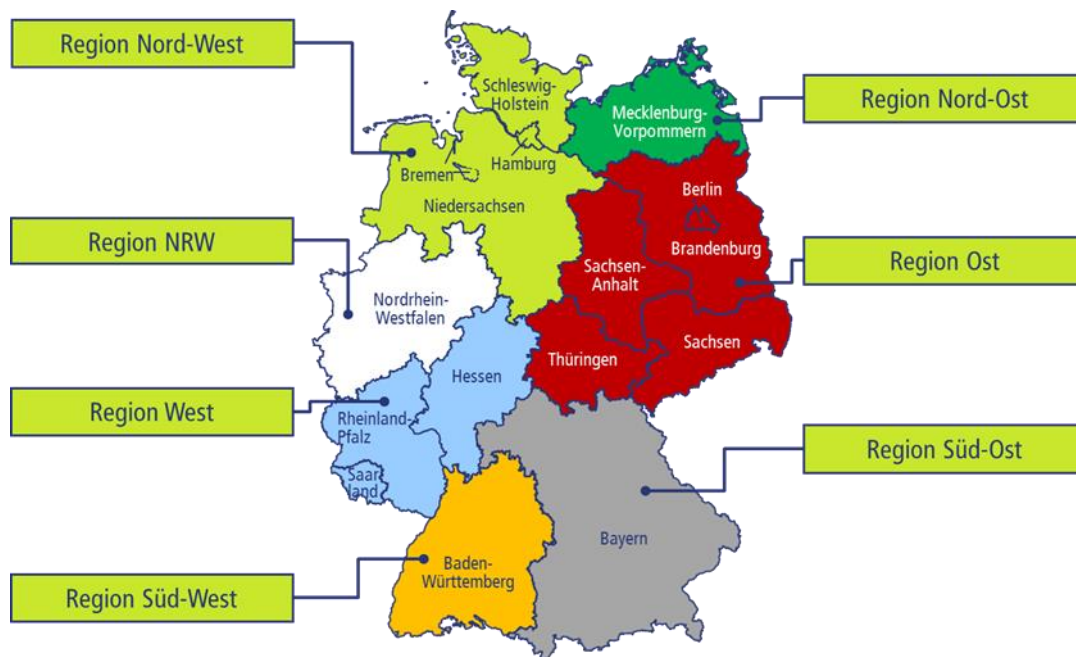 Region Nord-West
Schleswig-
Holstein
Mecklenburg-
Vorpommern
Region Nord-Ost
Hamburg
Bremen
Niedersachsen
Berlin
Brandenburg
Region NRW
Region Ost
Sachsen-
Anhalt
Nordrhein-
Westfalen
Sachsen
Thüringen
Hessen
Region West
Rheinland-
Pfalz
Region Süd-Ost
Saar
land
Bayern
Baden-
Württemberg
Region Süd-West